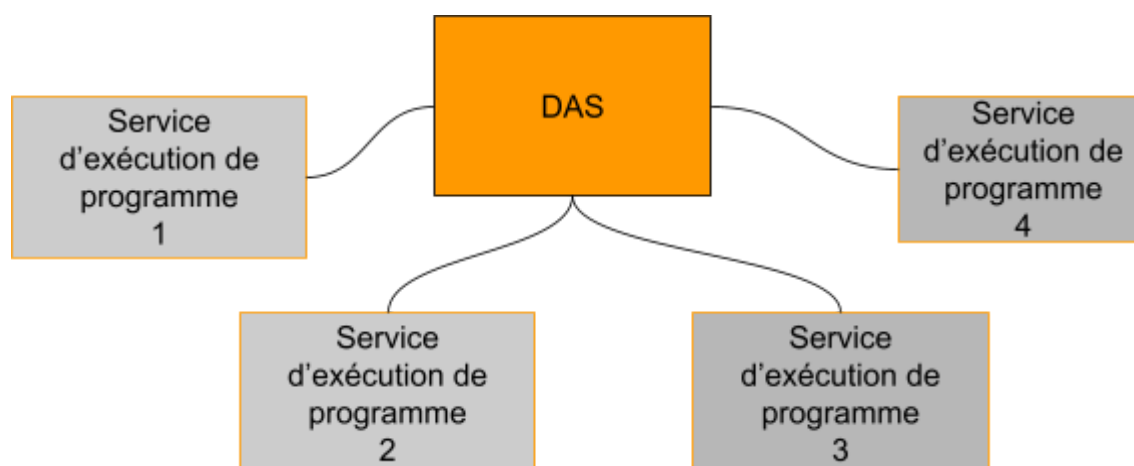 DAS
Service
d’exécution de
programme
1
Service
d’exécution de
programme
4
Service
d’exécution de
programme
2
Service
d’exécution de
programme
3